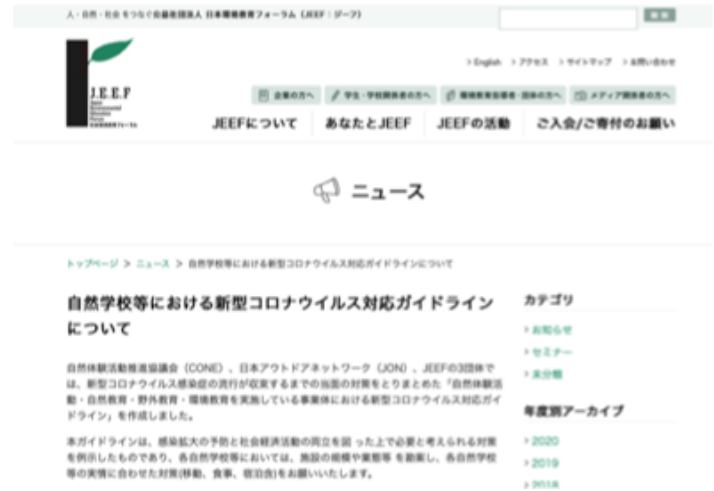 人・自然・社会 をつなぐ公益社団法人 日本環境教育フォーラム（JEEF：ジーフ）
検索
> English > アクセス > サイトマップ > お問い合わせ
J.E.E.F
Japan
Environmental
Education
Forum
日本環境教育フォーラム
企業の方へ 学生・学校関係者の方へ 環境教育指導者・団体の方へ メディア関係者の方へ
JEEFについて あなたとJEEF JEEFの活動 ご入会/ご寄付のお願い
ニュース
トップページ > ニュース > 自然学校等における新型コロナウイルス対応ガイドラインについて
自然学校等における新型コロナウイルス対応ガイドライン
について
自然体験活動推進協議会（CONE）、日本アウトドアネットワーク（JON）、JEEFの3団体で
は、新型コロナウイルス感染症の流行が収束するまでの当面の対策をとりまとめた「自然体験活
動・自然教育・野外教育・環境教育を実施している事業体における新型コロナウイルス対応ガイ
ドライン」を作成しました。
本ガイドラインは、感染拡大の予防と社会経済活動の両立を図 った上で必要と考えられる対策
を例示したものであり、各自然学校等においては、施設の規模や業態等 を勘案し、各自然学校
等の実情に合わせた対策(移動、食事、宿泊含)をお願いいたします。
カテゴリ
> お知らせ
> セミナー
> 未分類
年度別アーカイブ
> 2020
> 2019
> 2018